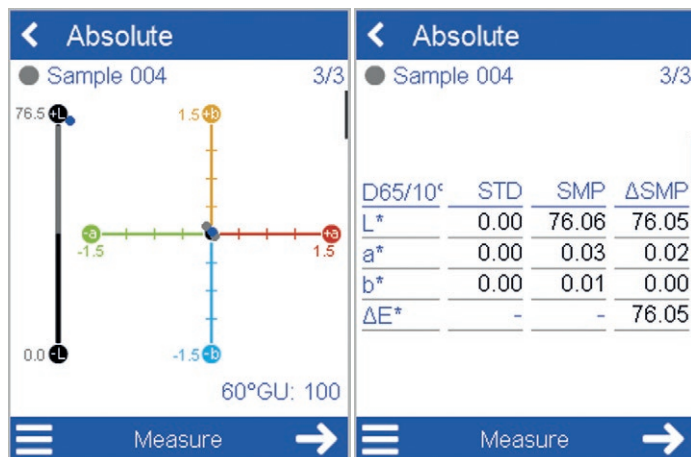 Absolute
Sample 004 3/3
76.5 +L 1.5 +b
-a +a
-1.5 1.5
0.0 -L -1.5 -b
60°GU: 100
Measure
Absolute
Sample 004 3/3
D65/10° STD SMP ΔSMP
L* 0.00 76.06 76.05
a* 0.00 0.03 0.02
b* 0.00 0.01 0.00
ΔE* - - 76.05
Measure